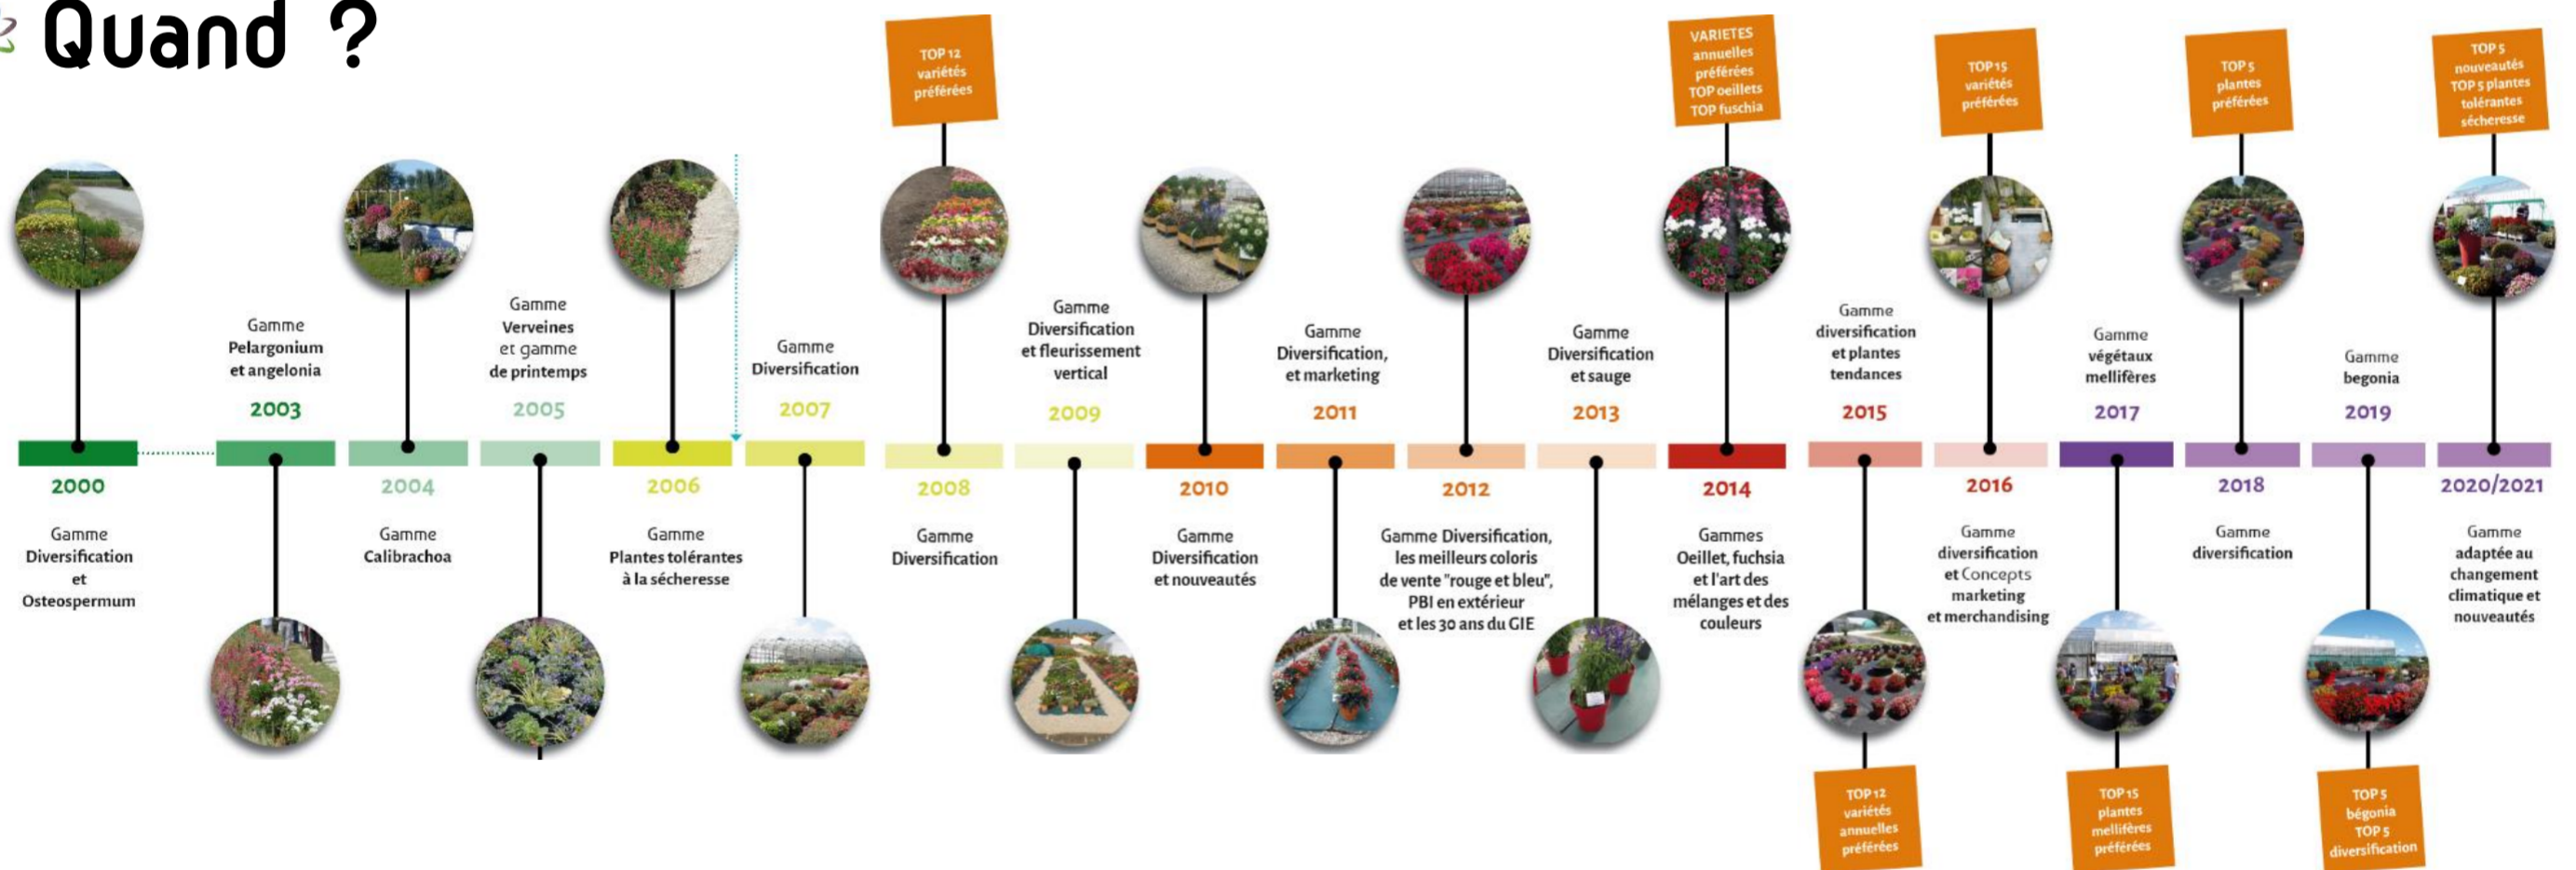 Quand ?
2000
Gamme
Diversification
et
Osteospermum
Gamme
Pelargonium
et angelonia
2003
2004
Gamme
Calibrachoa
Gamme
Verveines
et gamme
de printemps
2005
2006
Gamme
Plantes tolérantes
à la sécheresse
Gamme
Diversification
2007
TOP 12
variétés
préférées
2008
Gamme
Diversification
Gamme
Diversification
et fleurissement
vertical
2009
2010
Gamme
Diversification
et nouveautés
Gamme
Diversification,
et marketing
2011
2012
Gamme Diversification,
les meilleurs coloris
de vente "rouge et bleu",
PBI en extérieur
et les 30 ans du GIE
Gamme
Diversification
et sauge
2013
VARIETES
annuelles
préférées
TOP oeillets
TOP fuschia
2014
Gammes
Oeillet, fuchsia
et l'art des
mélanges et des
couleurs
Gamme
diversification
et plantes
tendances
2015
TOP 12
variétés
annuelles
préférées
TOP 15
variétés
préférées
2016
Gamme
diversification
et Concepts
marketing
et merchandising
Gamme
végétaux
mellifères
2017
TOP 15
plantes
mellifères
préférées
TOP 5
plantes
préférées
2018
Gamme
diversification
Gamme
begonia
2019
TOP 5
bégonia
TOP 5
diversification
TOP 5
nouveautés
TOP 5 plantes
tolérantes
sécheresse
2020/2021
Gamme
adaptée au
changement
climatique et
nouveautés